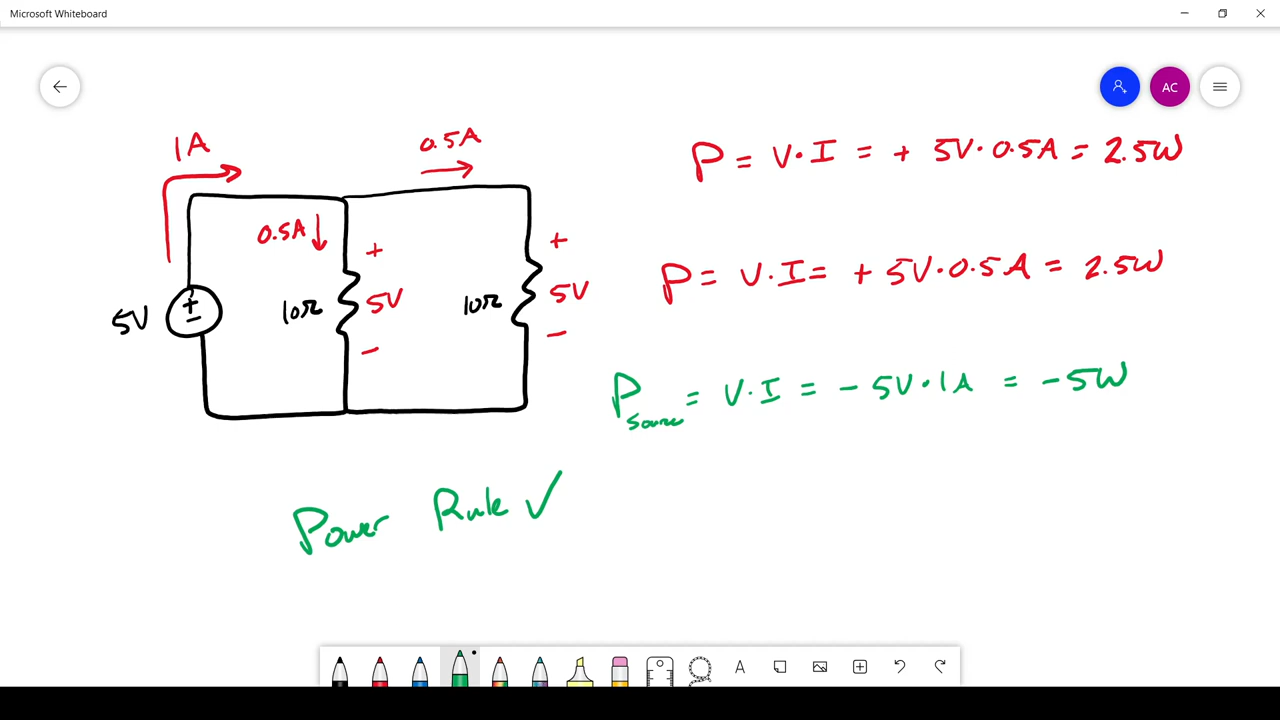 Microsoft Whiteboard
AC
1A
0.5A
P = V·I = + 5V·0.5A = 2.5W
0.5A ↓
+
+
P = V·I = + 5V·0.5A = 2.5W
+
−
5V
10Ω
5V
10Ω
5V
−
−
P source = V·I = − 5V·1A = −5W
Power Rule ✓
A